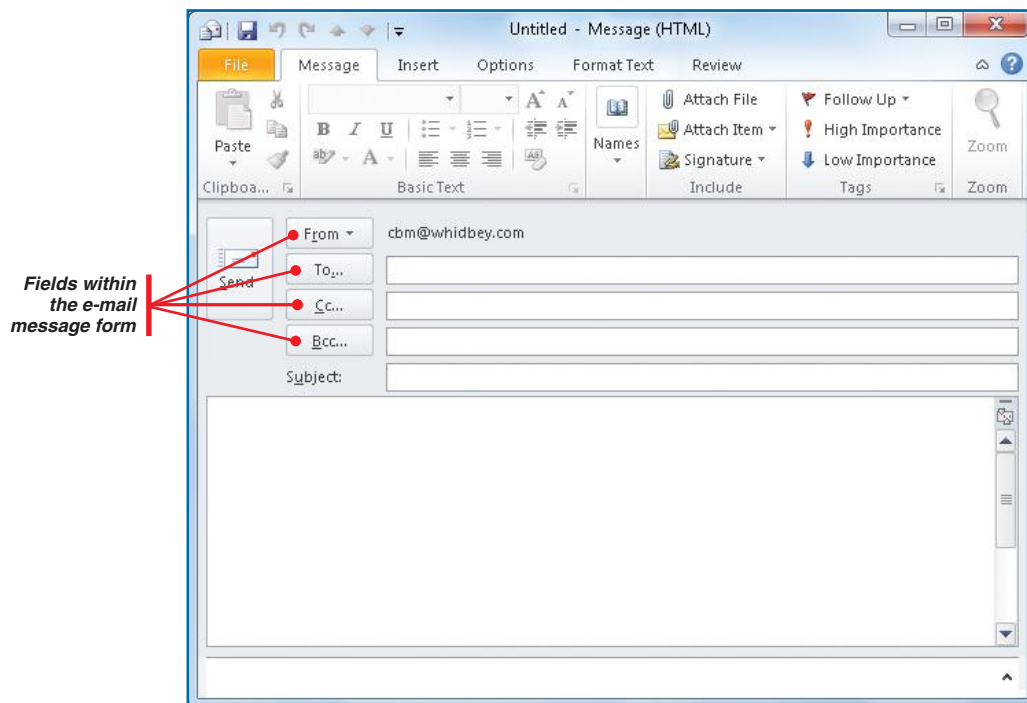 Untitled - Message (HTML)
File Message Insert Options Format Text Review
Paste
B I U
ab A
A A
Aa
Names
Attach File
Attach Item
Signature
Follow Up
High Importance
Low Importance
Zoom
Clipboa... Basic Text Include Tags Zoom
Send
From cbm@whidbey.com
To...
Cc...
Bcc...
Subject:
Fields within
the e-mail
message form